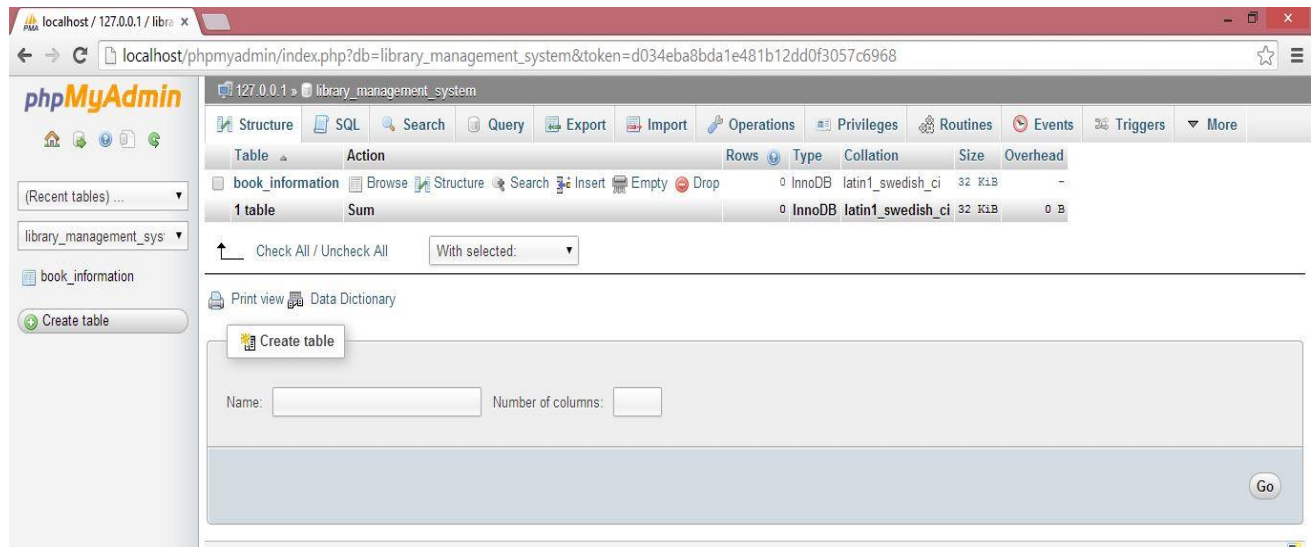 localhost / 127.0.0.1 / libra
localhost/phpmyadmin/index.php?db=library_management_system&token=d034eba8bda1e481b12dd0f3057c6968
phpMyAdmin
(Recent tables) ...
library_management_sys
book_information
Create table
127.0.0.1 » library_management_system
Structure SQL Search Query Export Import Operations Privileges Routines Events Triggers More
Table Action Rows Type Collation Size Overhead
book_information Browse Structure Search Insert Empty Drop 0 InnoDB latin1_swedish_ci 32 KiB -
1 table Sum 0 InnoDB latin1_swedish_ci 32 KiB 0 B
Check All / Uncheck All With selected:
Print view Data Dictionary
Create table
Name: Number of columns:
Go